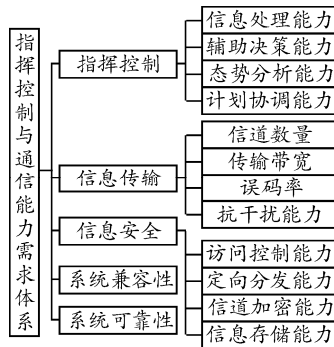 指挥控制与通信能力需求体系
指挥控制
信息处理能力
辅助决策能力
态势分析能力
计划协调能力
信息传输
信道数量
传输带宽
误码率
抗干扰能力
信息安全
访问控制能力
定向分发能力
信道加密能力
信息存储能力
系统兼容性
系统可靠性